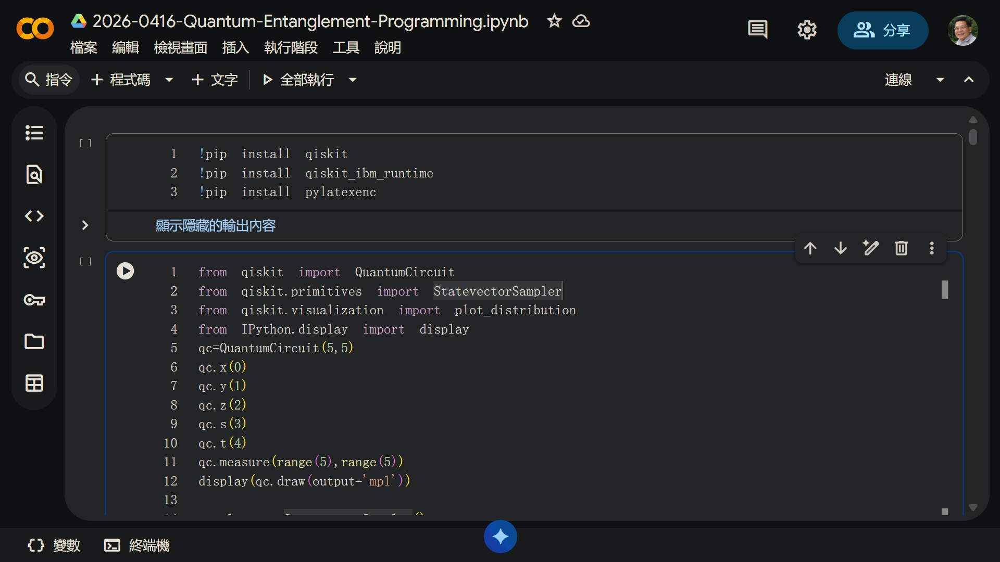 2026-0416-Quantum-Entanglement-Programming.ipynb
檔案 編輯 檢視畫面 插入 執行階段 工具 說明
分享
指令 + 程式碼 + 文字 全部執行 連線
[ ]
1 !pip install qiskit
2 !pip install qiskit_ibm_runtime
3 !pip install pylatexenc
顯示隱藏的輸出內容
[ ]
1 from qiskit import QuantumCircuit
2 from qiskit.primitives import StatevectorSampler
3 from qiskit.visualization import plot_distribution
4 from IPython.display import display
5 qc=QuantumCircuit(5,5)
6 qc.x(0)
7 qc.y(1)
8 qc.z(2)
9 qc.s(3)
10 qc.t(4)
11 qc.measure(range(5),range(5))
12 display(qc.draw(output='mpl'))
13
變數 終端機